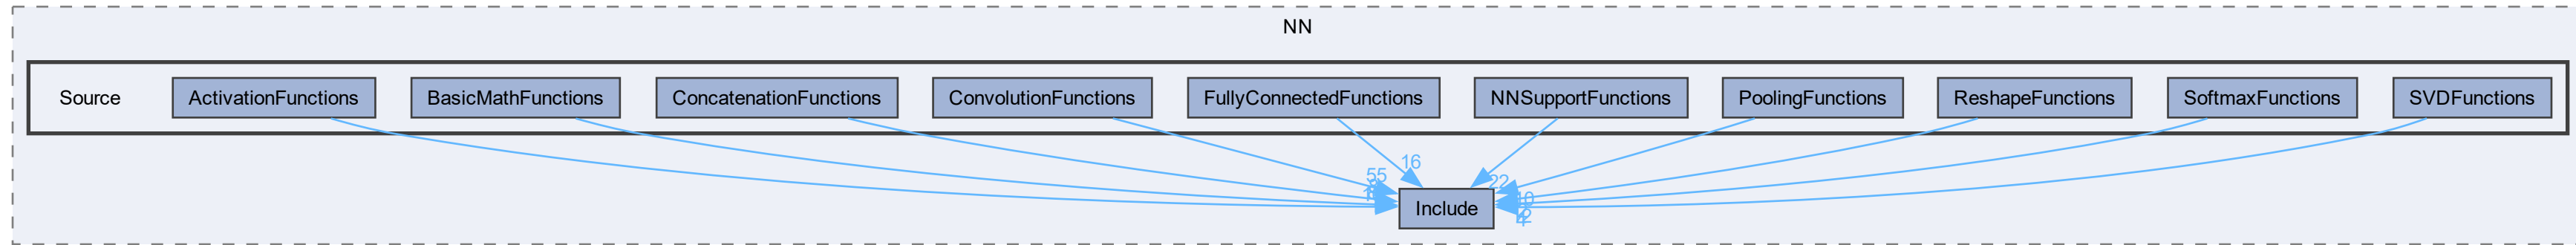 NN
Source
ActivationFunctions
BasicMathFunctions
ConcatenationFunctions
ConvolutionFunctions
FullyConnectedFunctions
NNSupportFunctions
PoolingFunctions
ReshapeFunctions
SoftmaxFunctions
SVDFunctions
16
55
22
Include